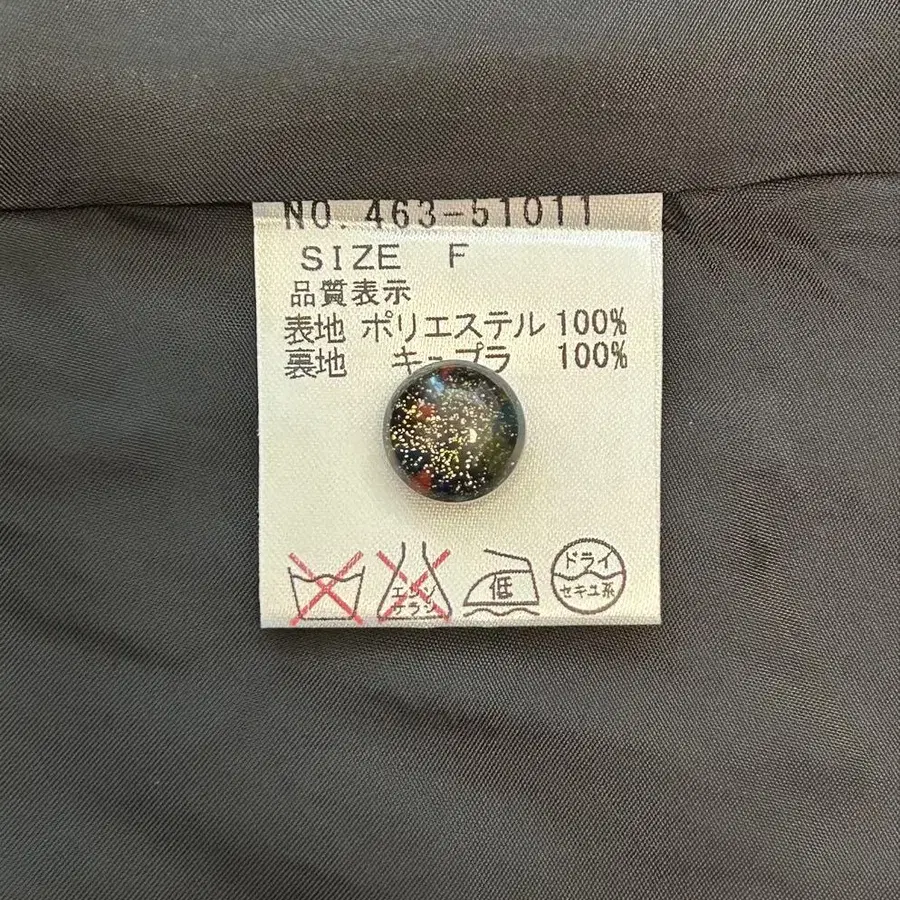 NO. 463-51011
SIZE F
品質表示
表地 ポリエステル 100%
裏地 キュプラ 100%
エンソ
サラシ
低
ドライ
セキユ系